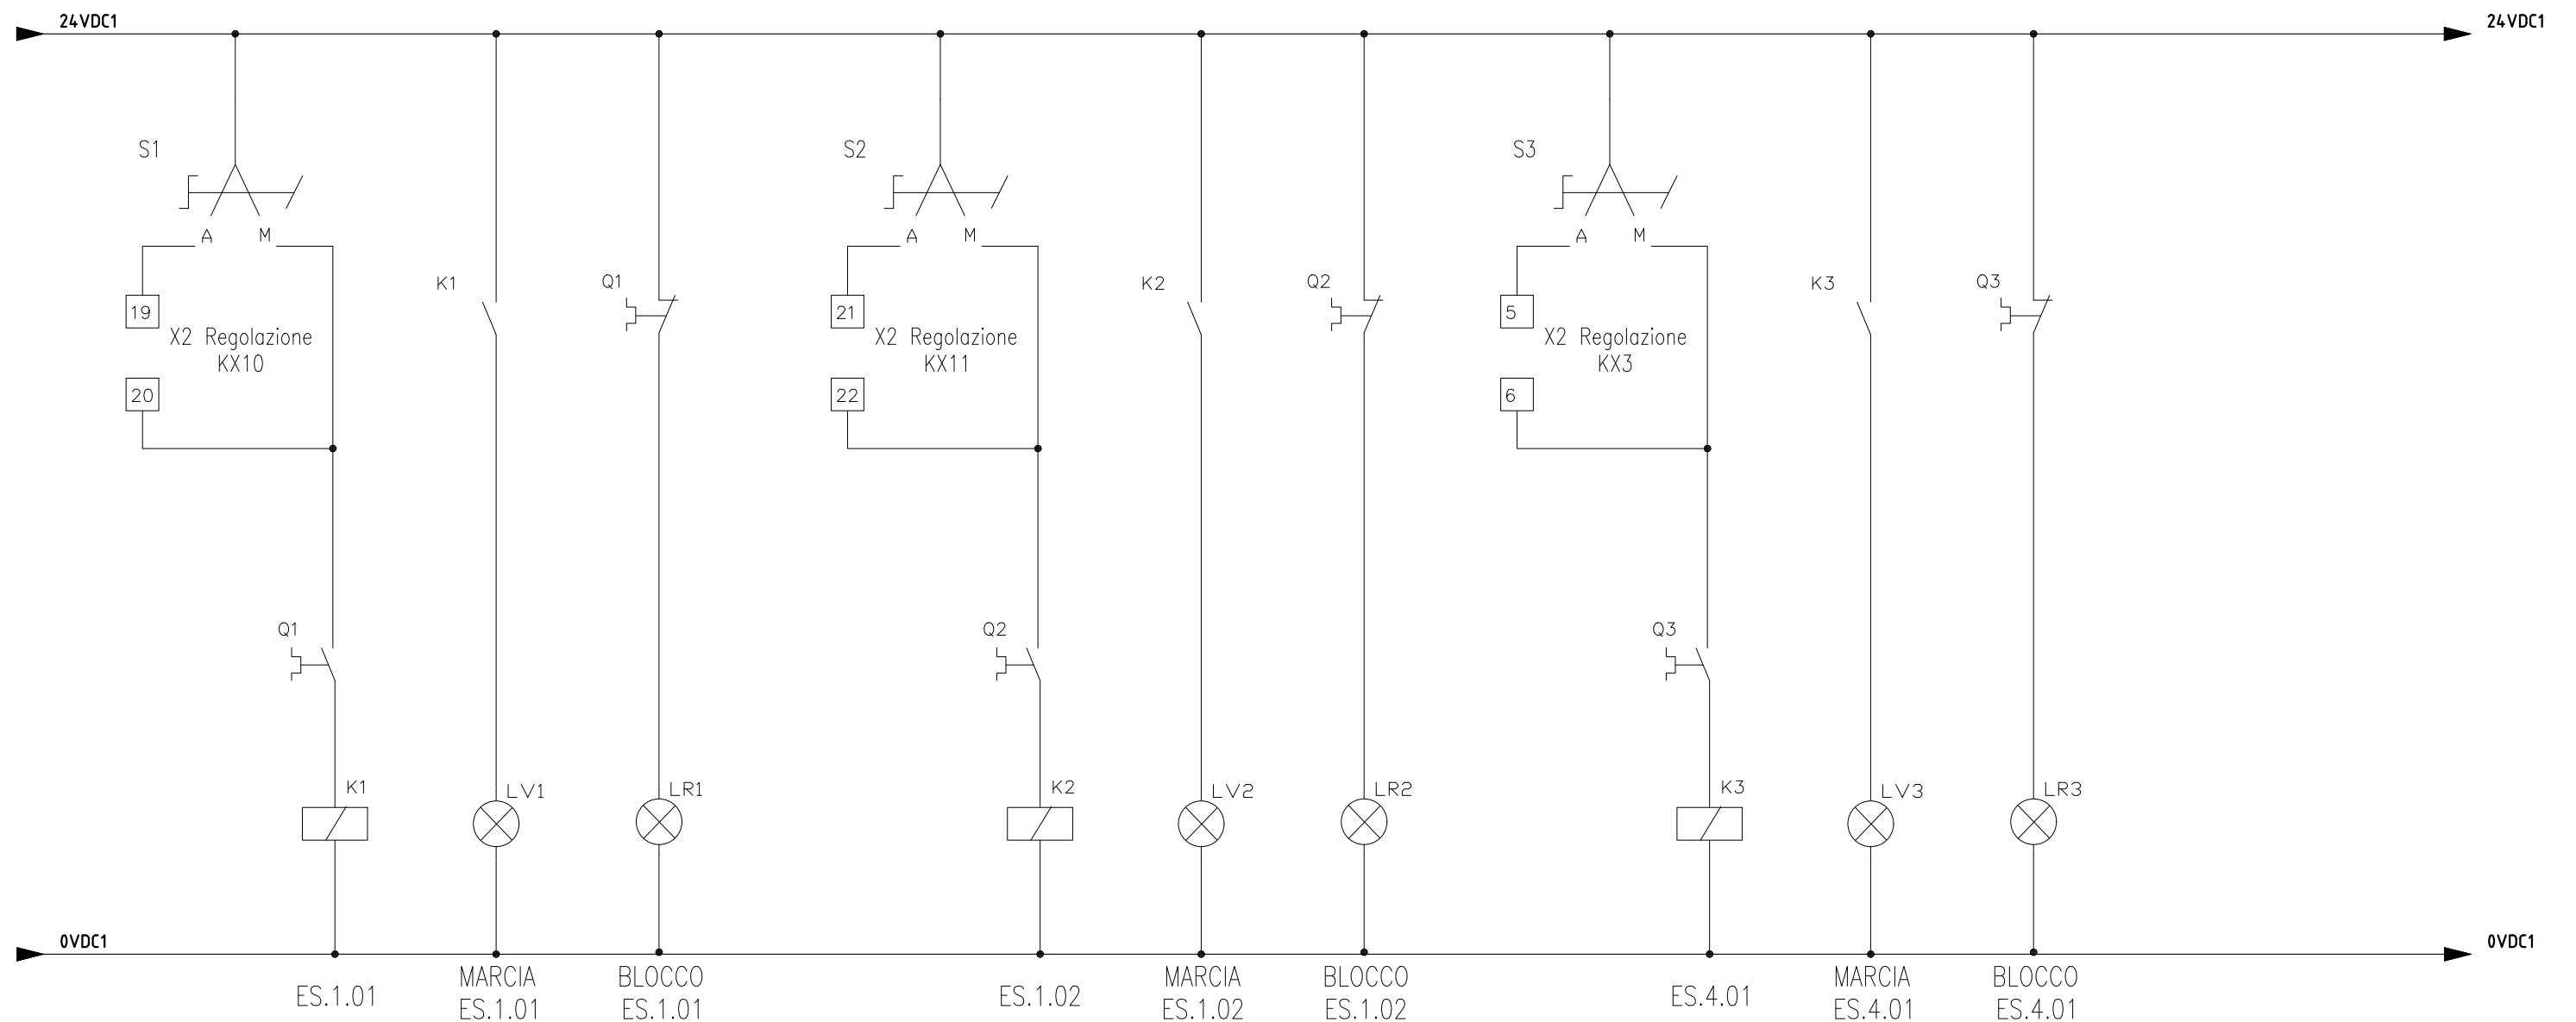 24VDC1
24VDC1
S1
S2
S3
A M
A M
A M
K1
Q1
K2
Q2
K3
Q3
19
X2 Regolazione
KX10
20
21
X2 Regolazione
KX11
22
5
X2 Regolazione
KX3
6
Q1
Q2
Q3
K1
LV1
LR1
K2
LV2
LR2
K3
LV3
LR3
0VDC1
0VDC1
ES.1.01
MARCIA
ES.1.01
BLOCCO
ES.1.01
ES.1.02
MARCIA
ES.1.02
BLOCCO
ES.1.02
ES.4.01
MARCIA
ES.4.01
BLOCCO
ES.4.01